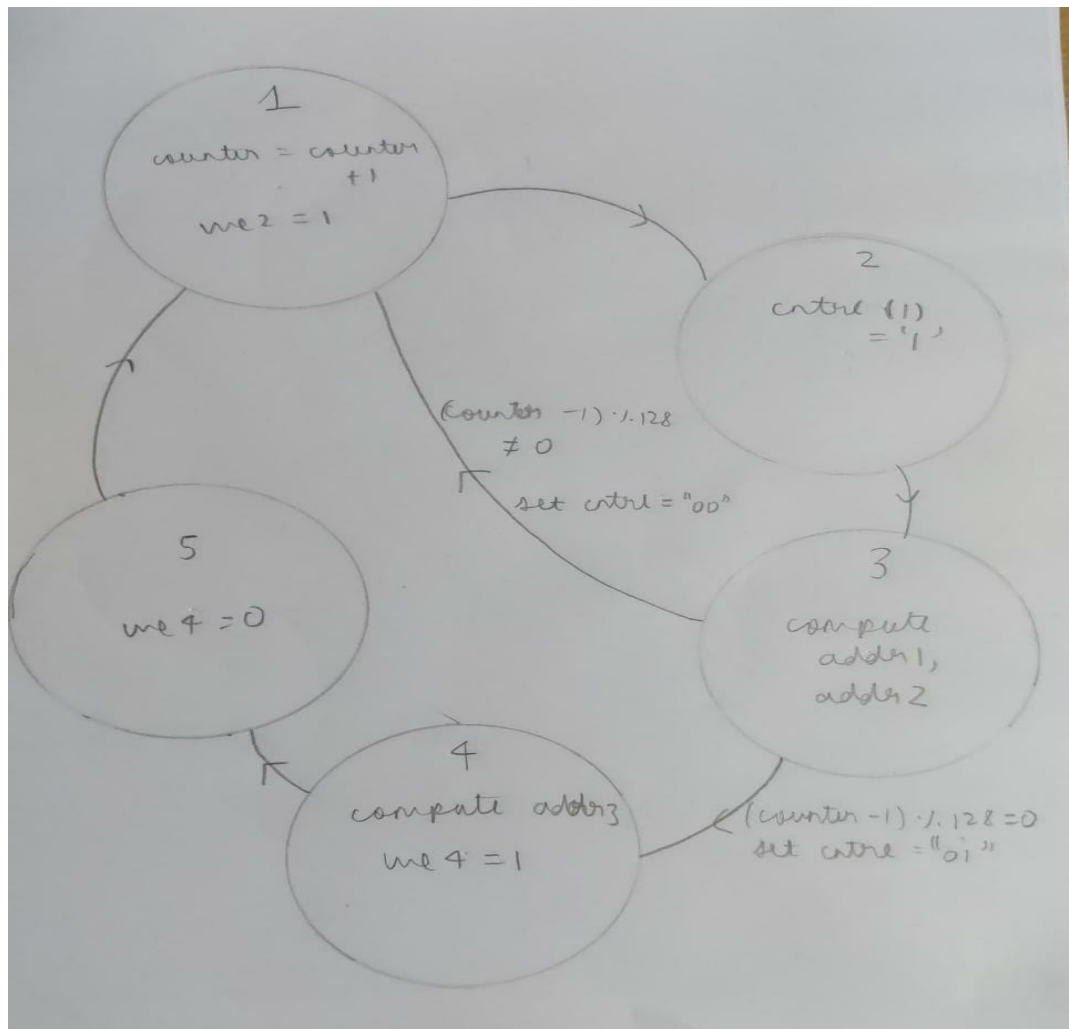 1
counter = counter
+1
we2 = 1
2
cntrl (1)
= '1'
(counter -1) % 128
≠ 0
set cntrl = "00"
3
compute
addr1,
addr2
(counter -1) % 128 = 0
set cntrl = "01"
4
compute addr3
we4 = 1
5
we4 = 0